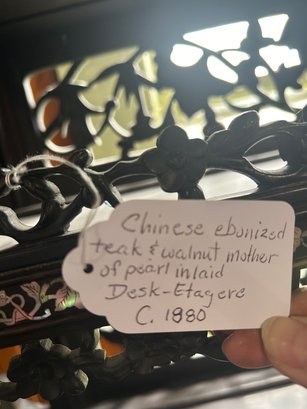 Chinese ebonized
teak & walnut mother
of pearl inlaid
Desk-Etagere
C. 1880